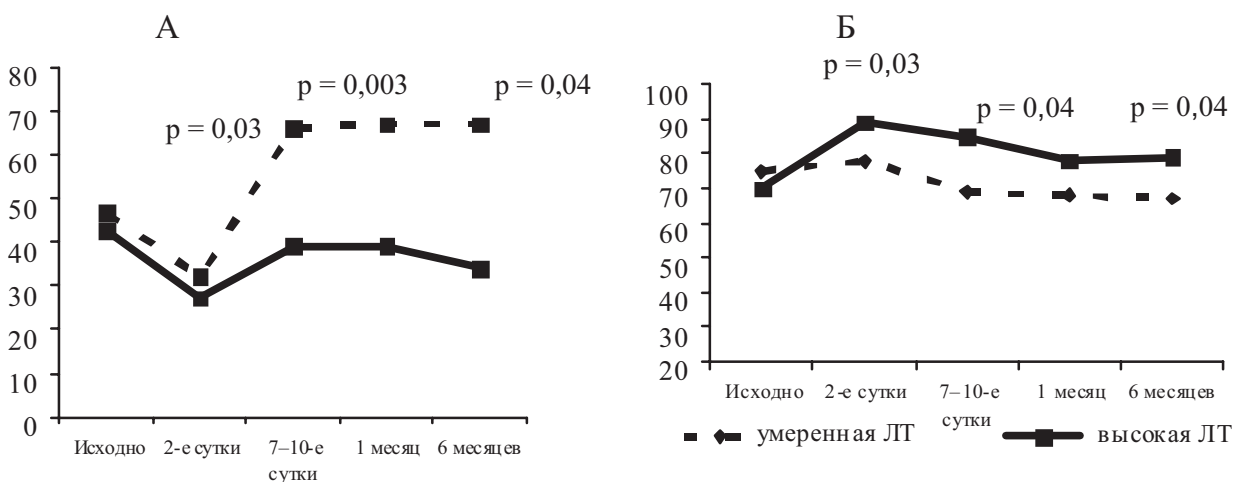 А
80
70
60
50
40
30
20
10
0
p = 0,03
p = 0,003
p = 0,04
Исходно 2-е сутки 7–10-е 1 месяц 6 месяцев
сутки
Б
p = 0,03
100
90
80
70
60
50
40
30
20
p = 0,04
p = 0,04
Исходно 2-е сутки 7–10-е 1 месяц 6 месяцев
сутки
умеренная ЛТ
высокая ЛТ